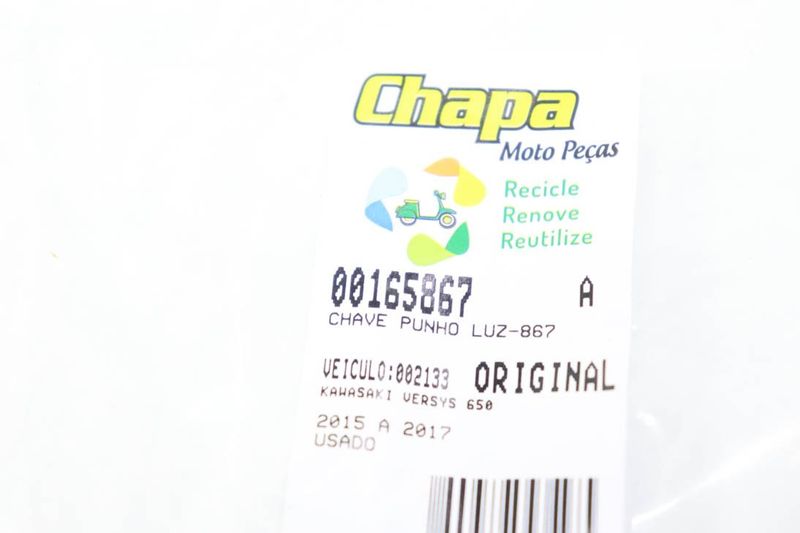 Chapa
Moto Peças
Recicle
Renove
Reutilize
00165867 A
CHAVE PUNHO LUZ-867
VEICULO:002133 ORIGINAL
KAWASAKI VERSYS 650
2015 A 2017
USADO